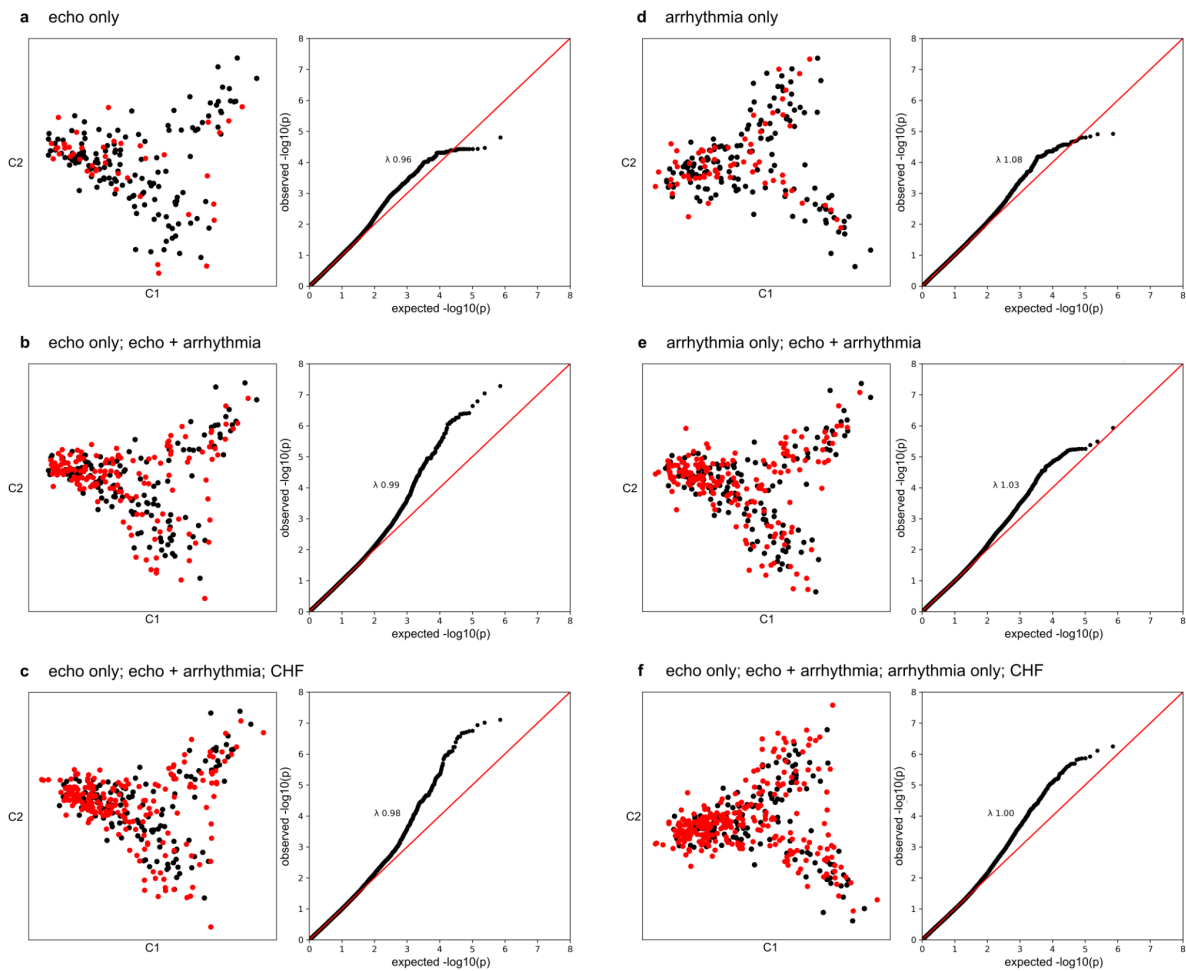 a echo only
C2
C1
observed -log10(p)
8
7
6
5
4
3
2
1
0
λ 0.96
0 1 2 3 4 5 6 7 8
expected -log10(p)
d arrhythmia only
C2
C1
observed -log10(p)
8
7
6
5
4
3
2
1
0
λ 1.08
0 1 2 3 4 5 6 7 8
expected -log10(p)
b echo only; echo + arrhythmia
C2
C1
observed -log10(p)
8
7
6
5
4
3
2
1
0
λ 0.99
0 1 2 3 4 5 6 7 8
expected -log10(p)
e arrhythmia only; echo + arrhythmia
C2
C1
observed -log10(p)
8
7
6
5
4
3
2
1
0
λ 1.03
0 1 2 3 4 5 6 7 8
expected -log10(p)
c echo only; echo + arrhythmia; CHF
C2
C1
observed -log10(p)
8
7
6
5
4
3
2
1
0
λ 0.98
0 1 2 3 4 5 6 7 8
expected -log10(p)
f echo only; echo + arrhythmia; arrhythmia only; CHF
C2
C1
observed -log10(p)
8
7
6
5
4
3
2
1
0
λ 1.00
0 1 2 3 4 5 6 7 8
expected -log10(p)